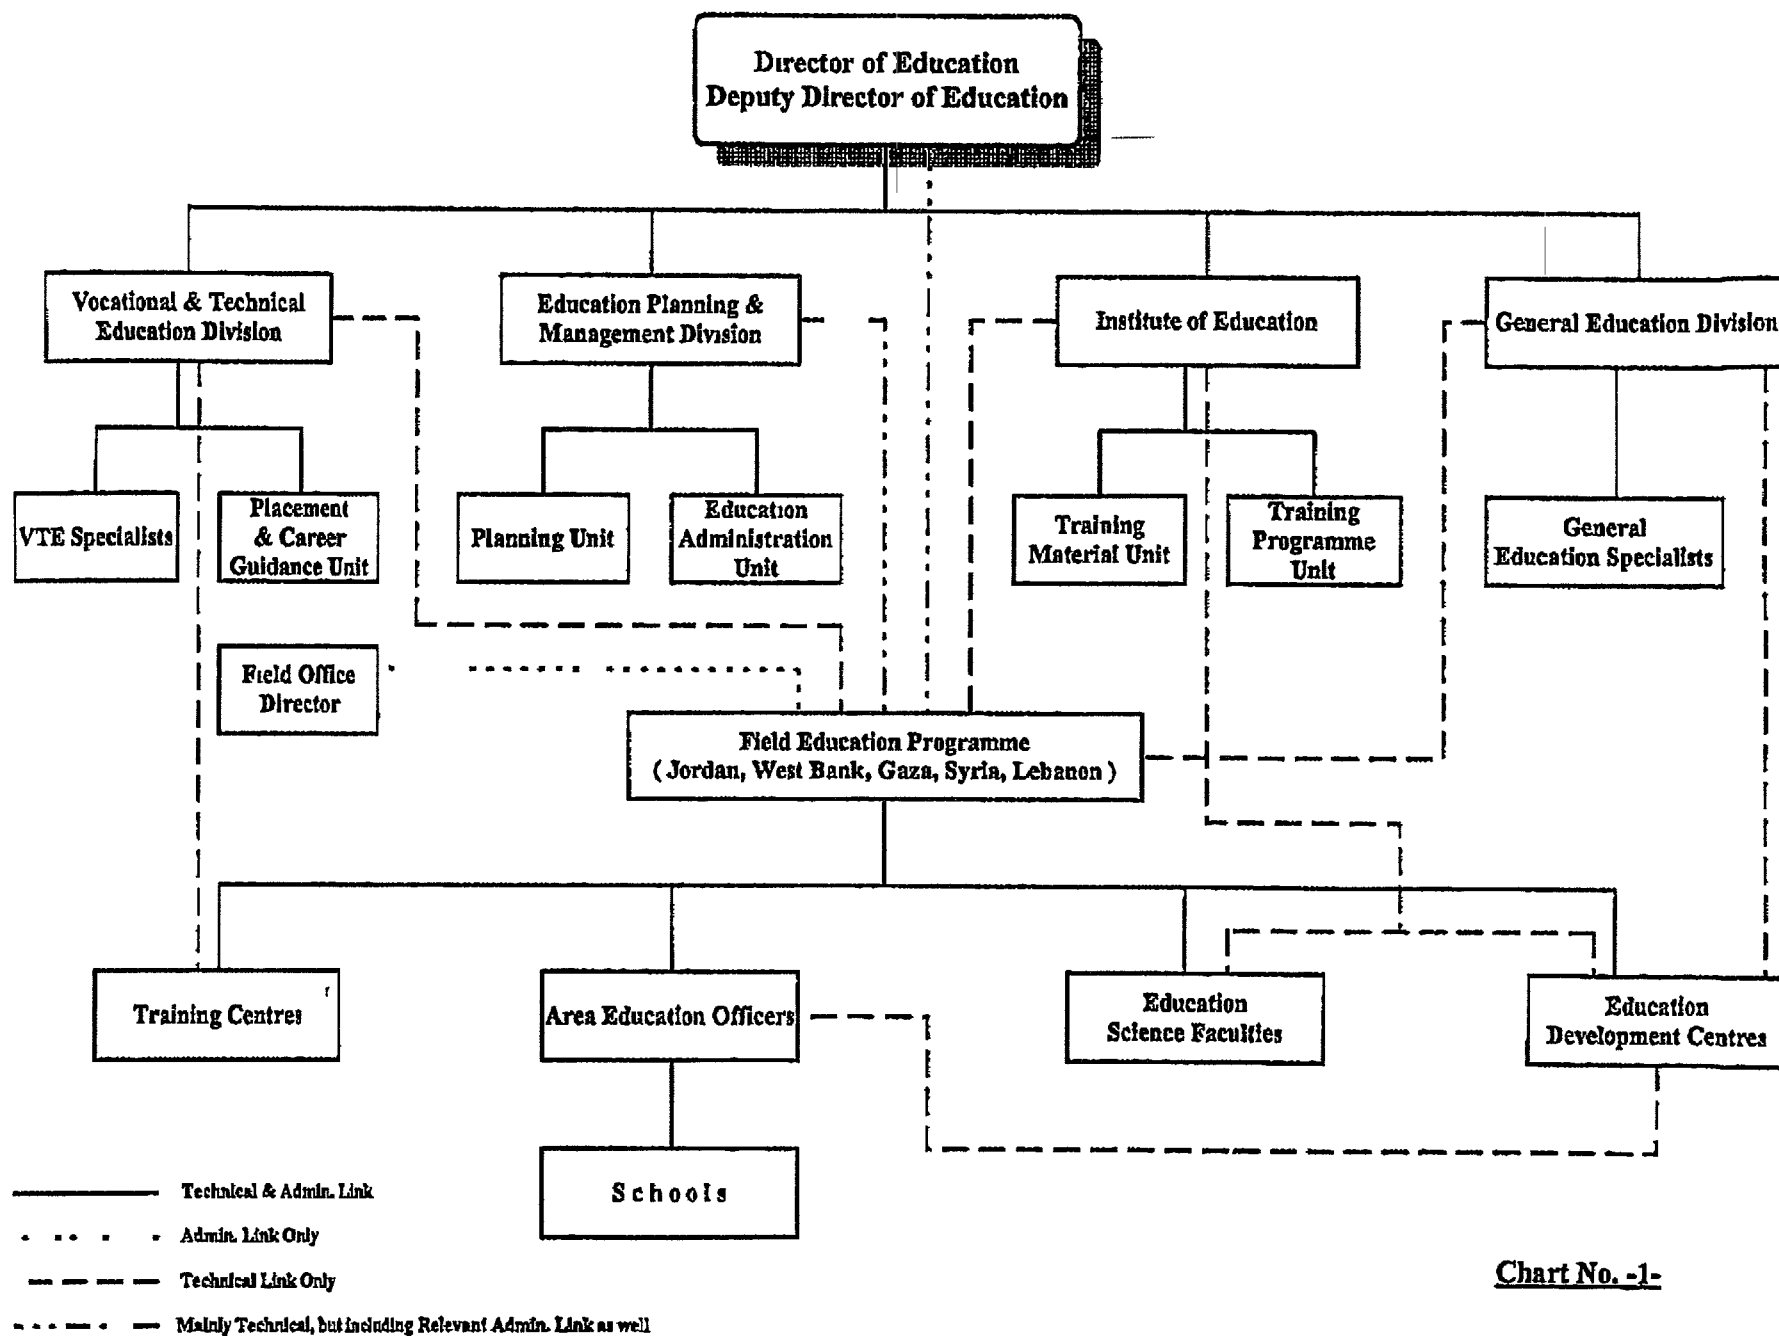 Director of Education
Deputy Director of Education
Vocational & Technical
Education Division
Education Planning &
Management Division
Institute of Education
General Education Division
VTE Specialists
Placement
& Career
Guidance Unit
Planning Unit
Education
Administration
Unit
Training
Material Unit
Training
Programme
Unit
General
Education Specialists
Field Office
Director
Field Education Programme
( Jordan, West Bank, Gaza, Syria, Lebanon )
Training Centres
Area Education Officers
Education
Science Faculties
Education
Development Centres
Schools
Technical & Admin. Link
Admin. Link Only
Technical Link Only
Mainly Technical, but including Relevant Admin. Link as well
Chart No. -1-